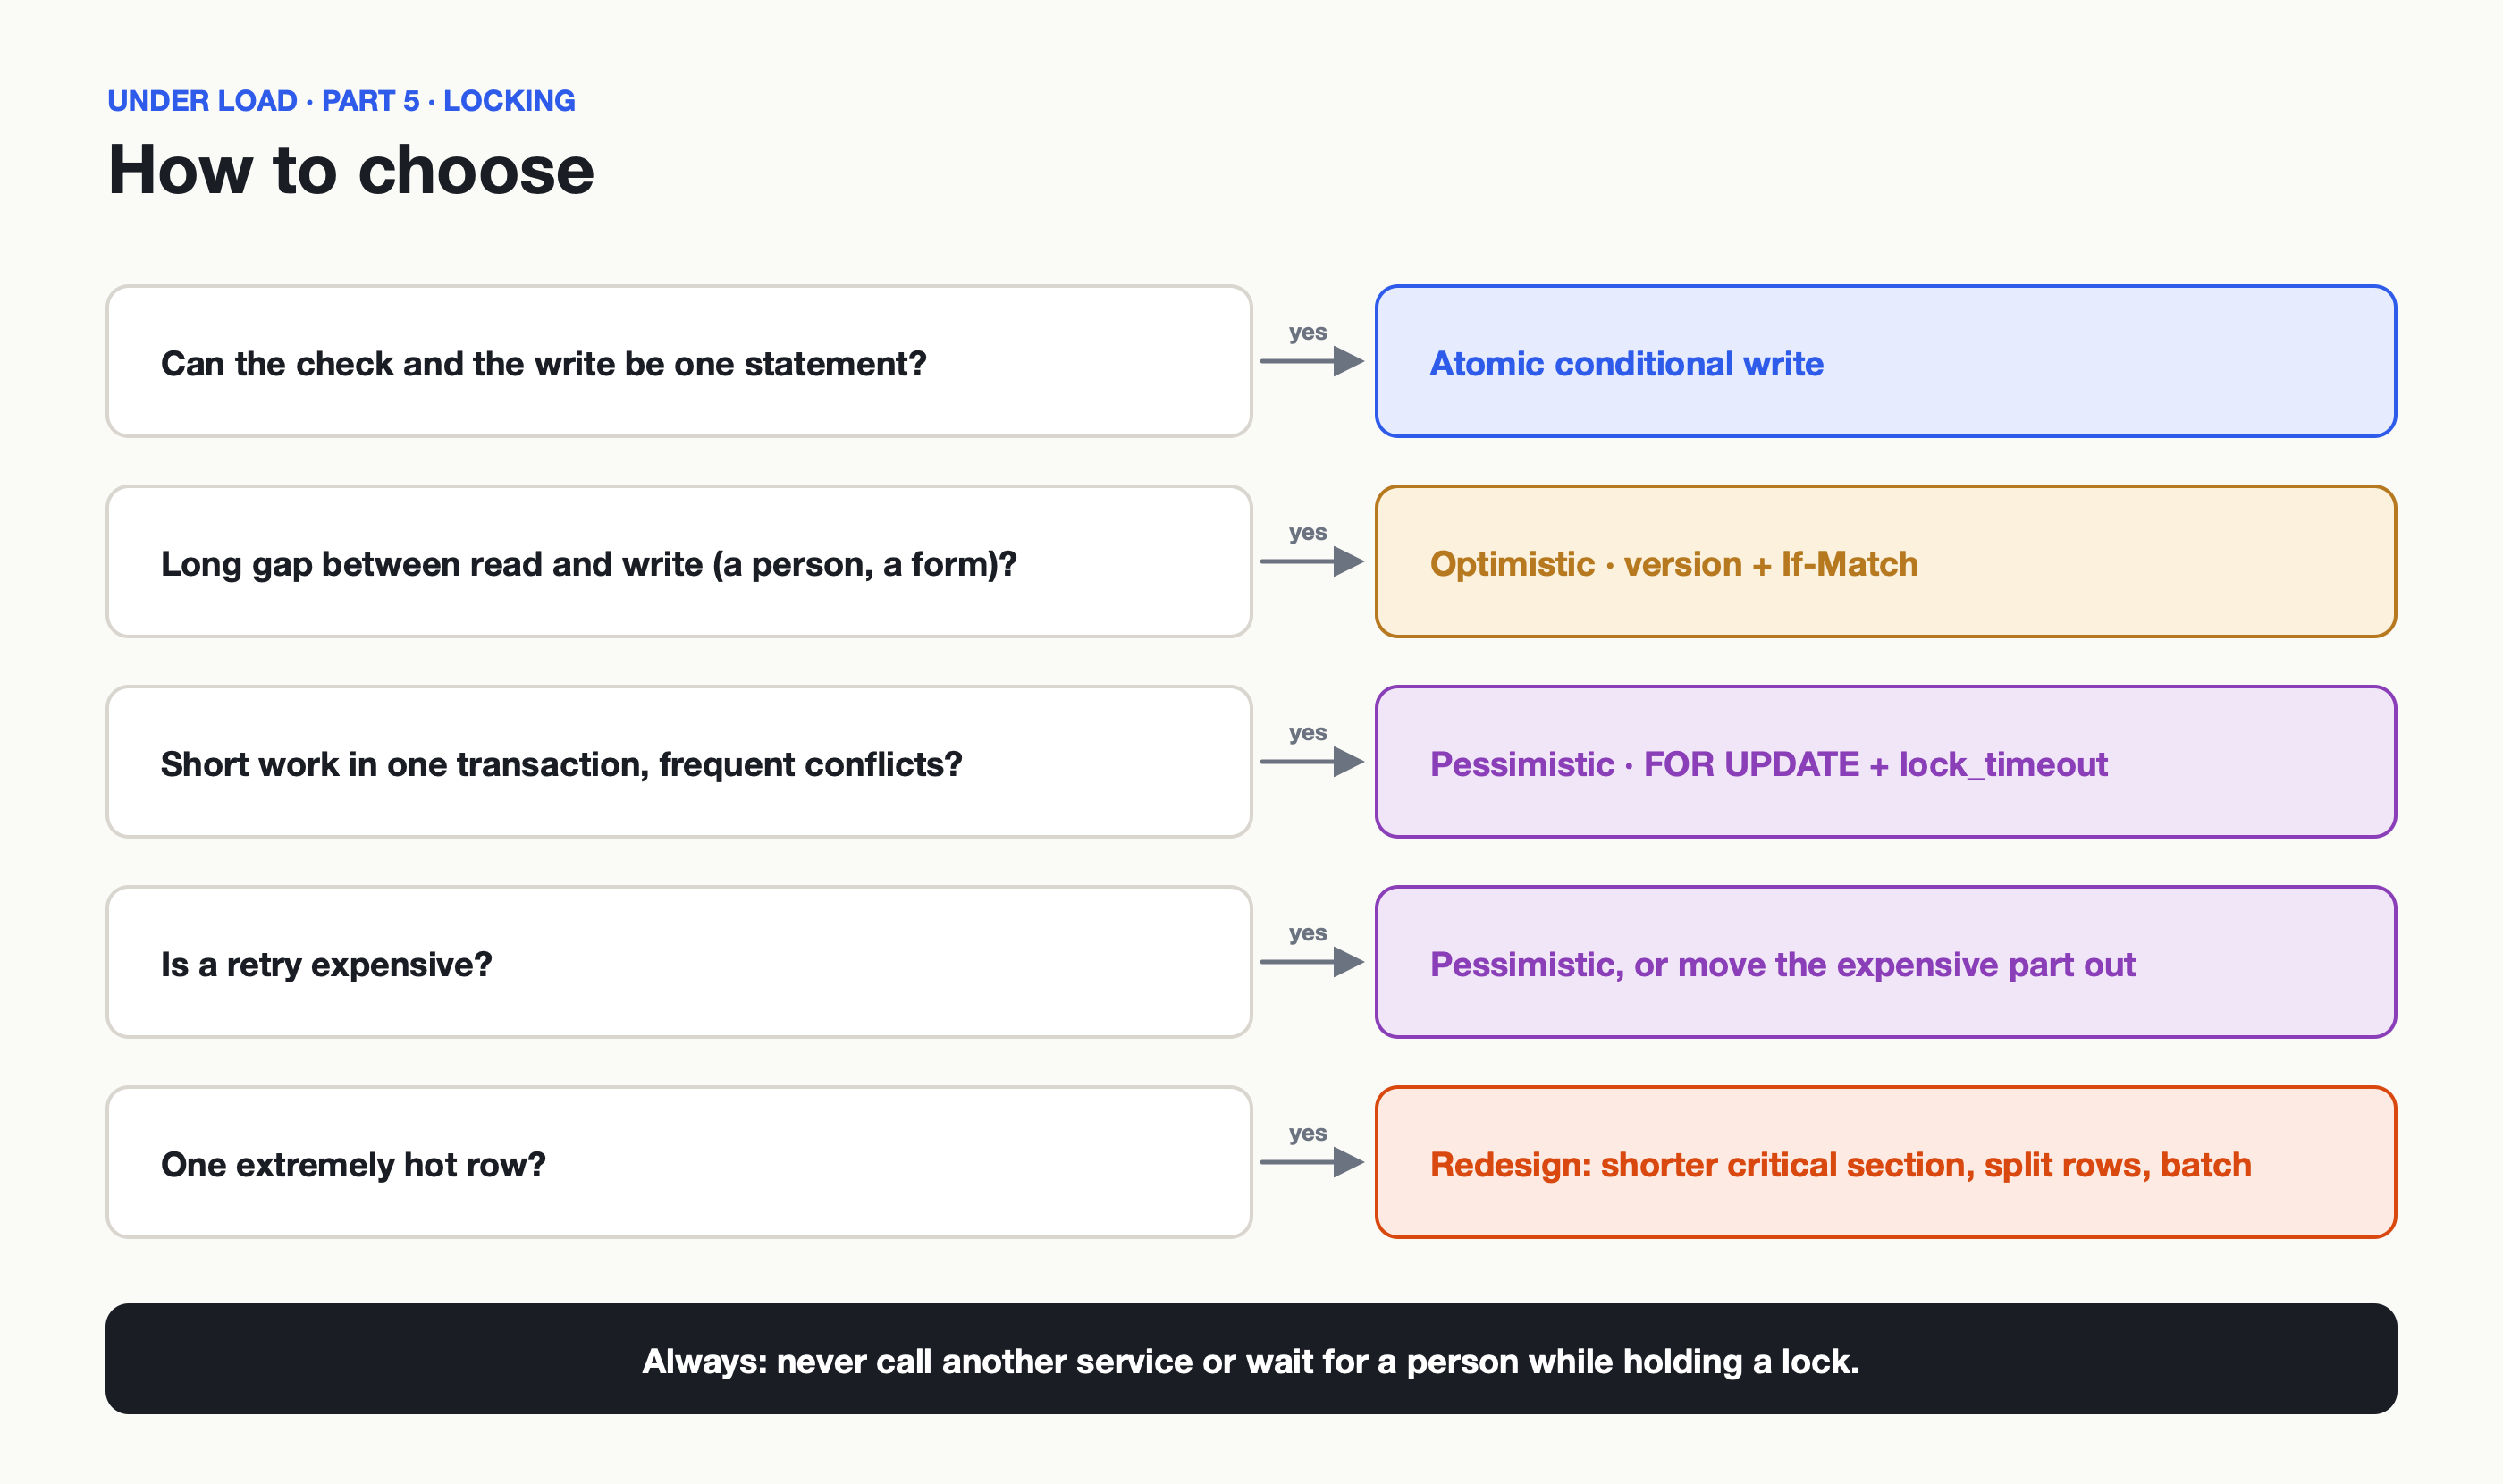 UNDER LOAD · PART 5 · LOCKING
How to choose
Can the check and the write be one statement?
yes
Atomic conditional write
Long gap between read and write (a person, a form)?
yes
Optimistic · version + If-Match
Short work in one transaction, frequent conflicts?
yes
Pessimistic · FOR UPDATE + lock_timeout
Is a retry expensive?
yes
Pessimistic, or move the expensive part out
One extremely hot row?
yes
Redesign: shorter critical section, split rows, batch
Always: never call another service or wait for a person while holding a lock.